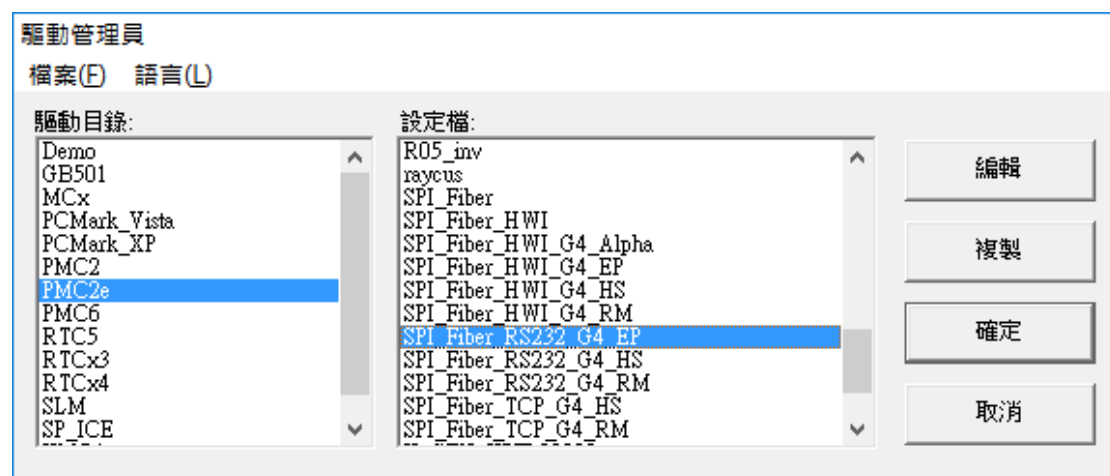 驅動管理員
檔案(F) 語言(L)
驅動目錄:
Demo
GB501
MCx
PCMark_Vista
PCMark_XP
PMC2
PMC2e
PMC6
RTC5
RTCx3
RTCx4
SLM
SP_ICE
設定檔:
R05_inv
raycus
SPI_Fiber
SPI_Fiber_HWI
SPI_Fiber_HWI_G4_Alpha
SPI_Fiber_HWI_G4_EP
SPI_Fiber_HWI_G4_HS
SPI_Fiber_HWI_G4_RM
SPI_Fiber_RS232_G4_EP
SPI_Fiber_RS232_G4_HS
SPI_Fiber_RS232_G4_RM
SPI_Fiber_TCP_G4_HS
SPI_Fiber_TCP_G4_RM
編輯
複製
確定
取消